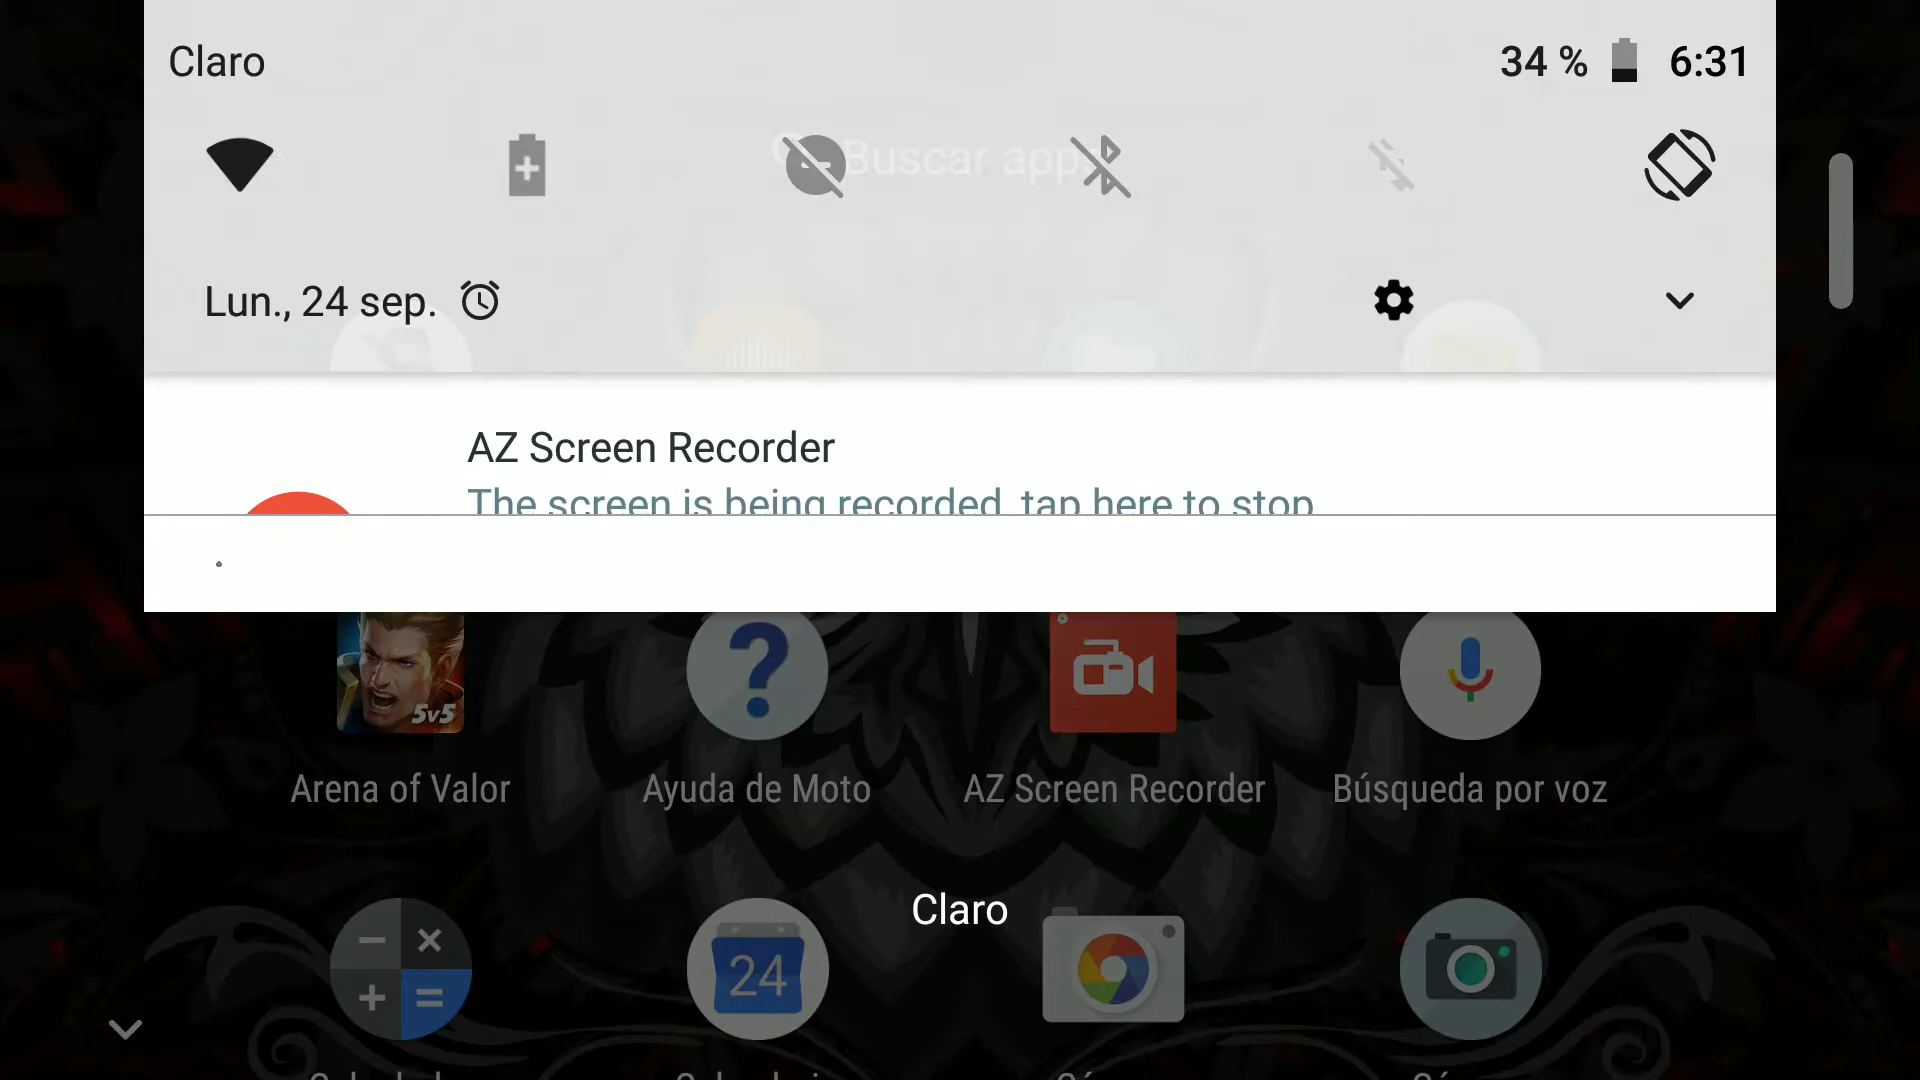 Claro
34 %
6:31
Buscar app
Lun., 24 sep.
AZ Screen Recorder
The screen is being recorded, tap here to stop
5v5
Arena of Valor
Ayuda de Moto
AZ Screen Recorder
Búsqueda por voz
24
Claro